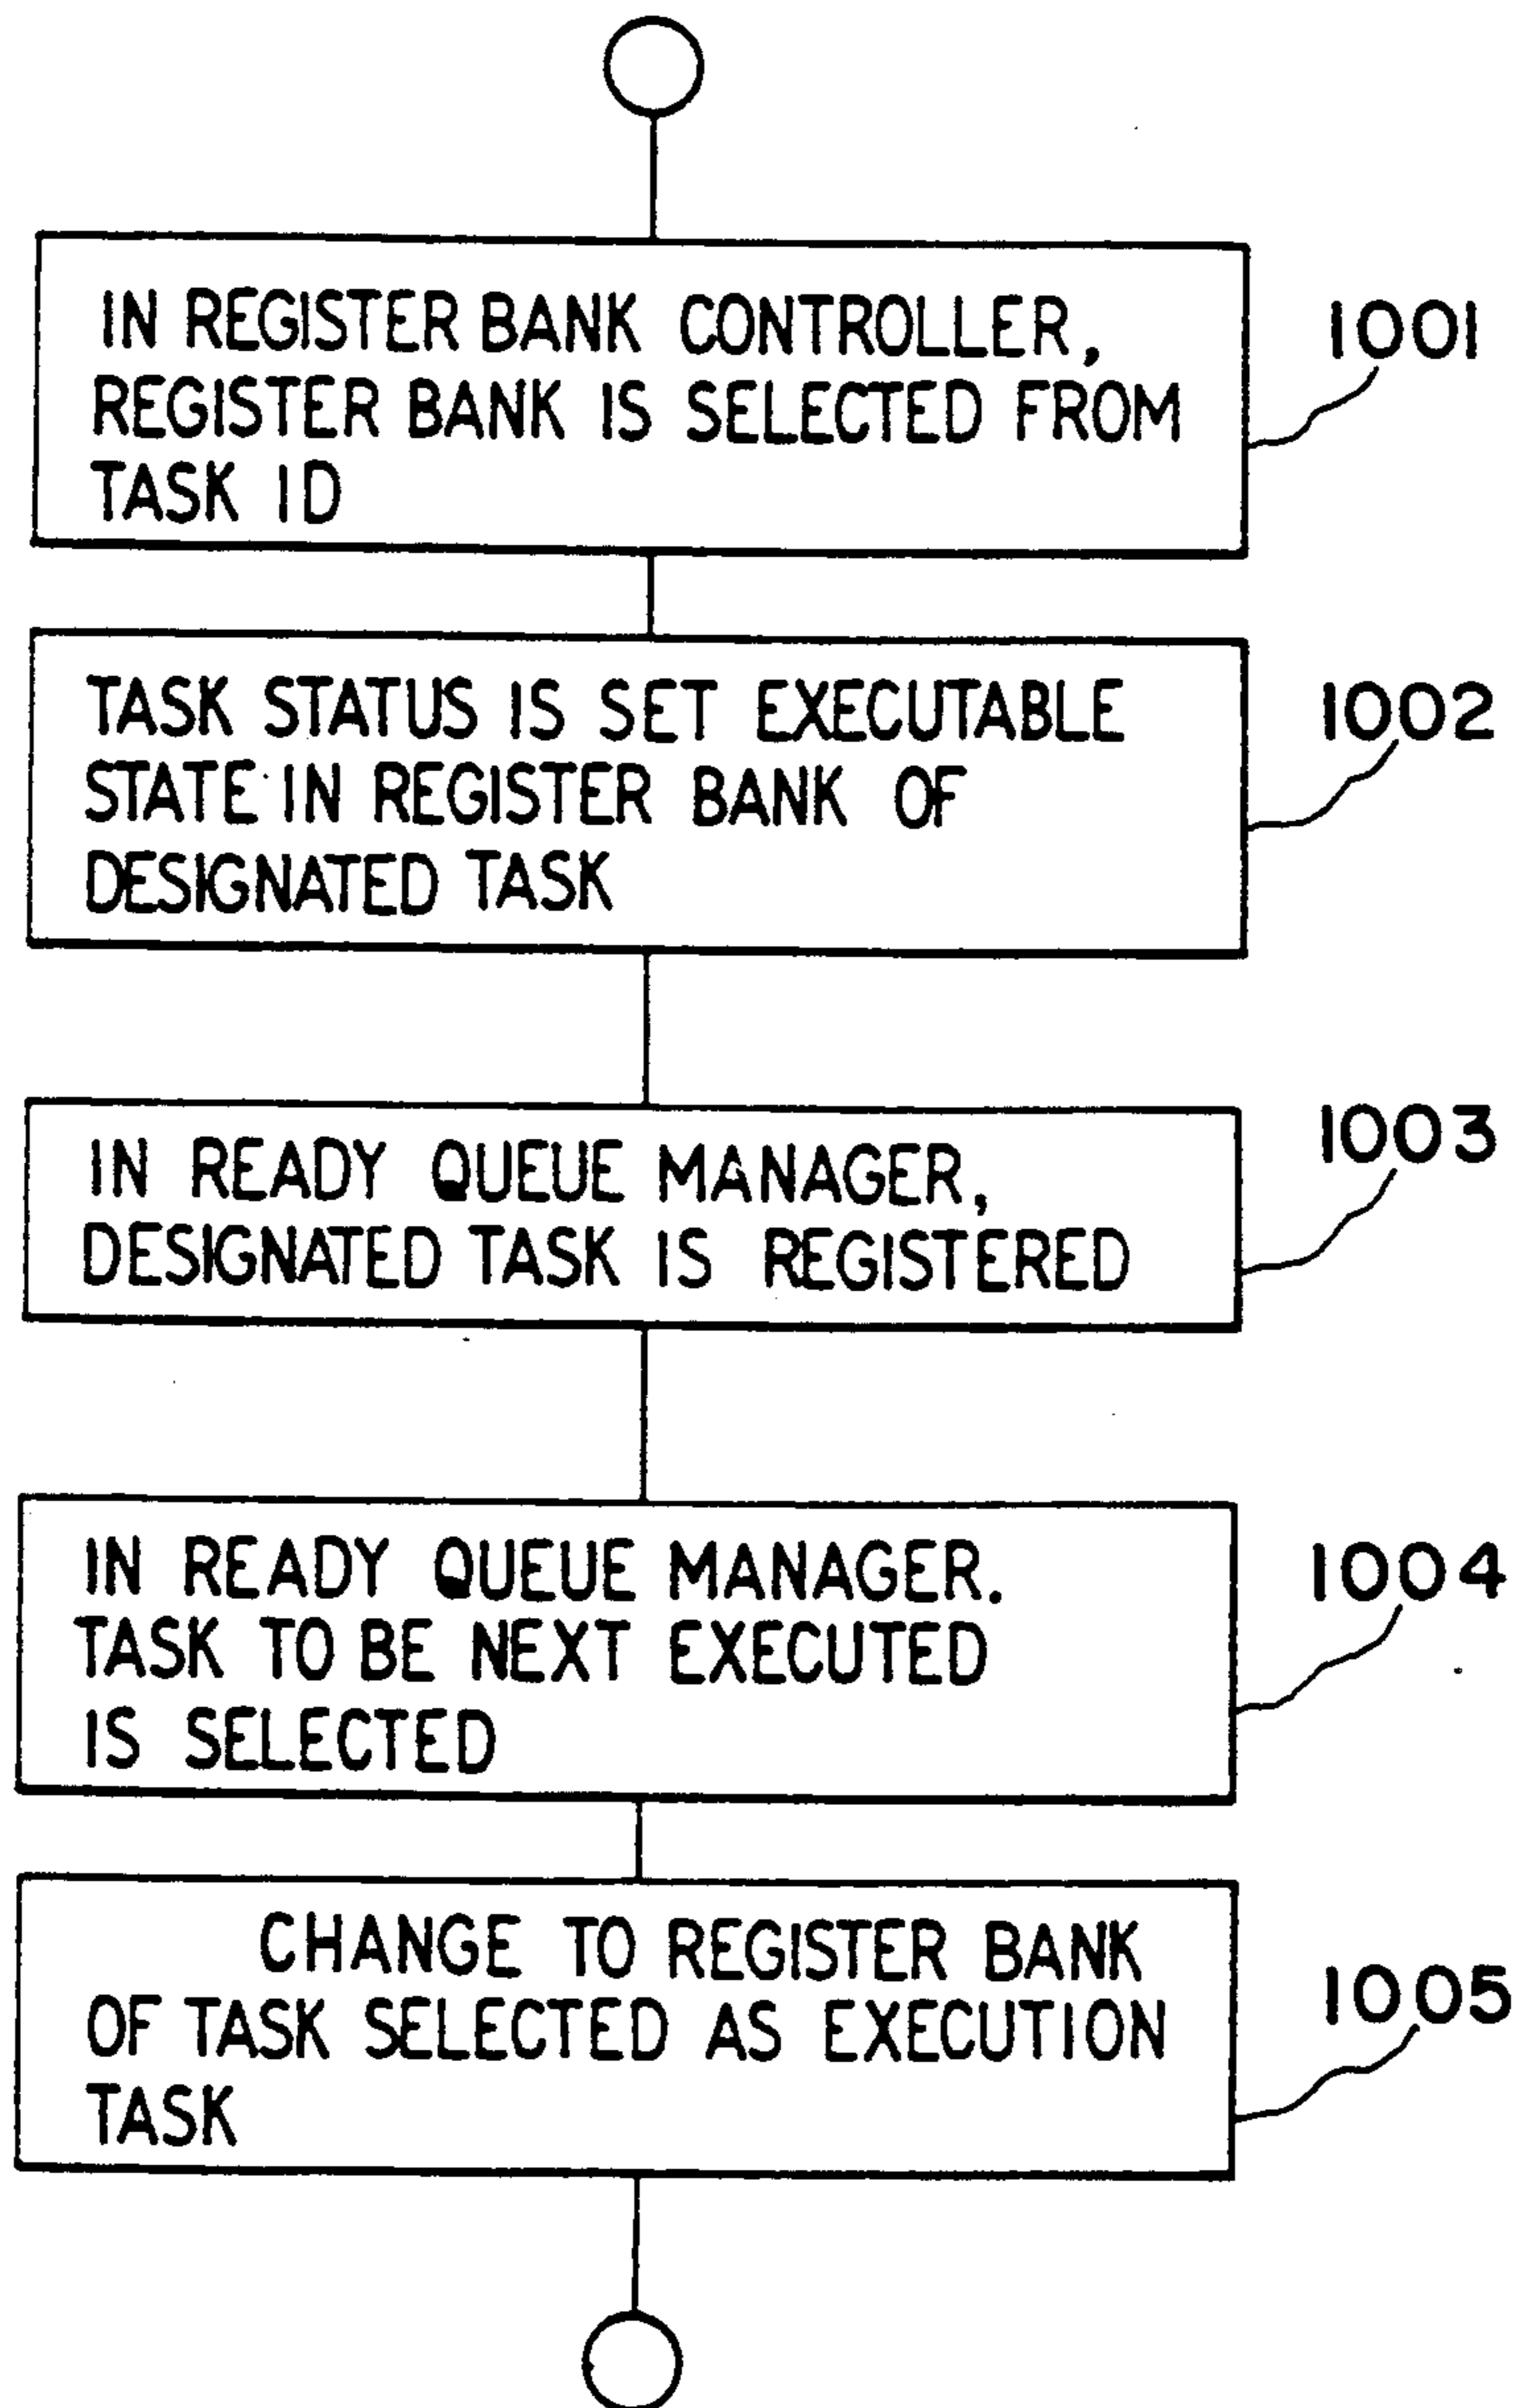 IN REGISTER BANK CONTROLLER,
REGISTER BANK IS SELECTED FROM
TASK ID
1001
TASK STATUS IS SET EXECUTABLE
STATE IN REGISTER BANK OF
DESIGNATED TASK
1002
IN READY QUEUE MANAGER,
DESIGNATED TASK IS REGISTERED
1003
IN READY QUEUE MANAGER.
TASK TO BE NEXT EXECUTED
IS SELECTED
1004
CHANGE TO REGISTER BANK
OF TASK SELECTED AS EXECUTION
TASK
1005